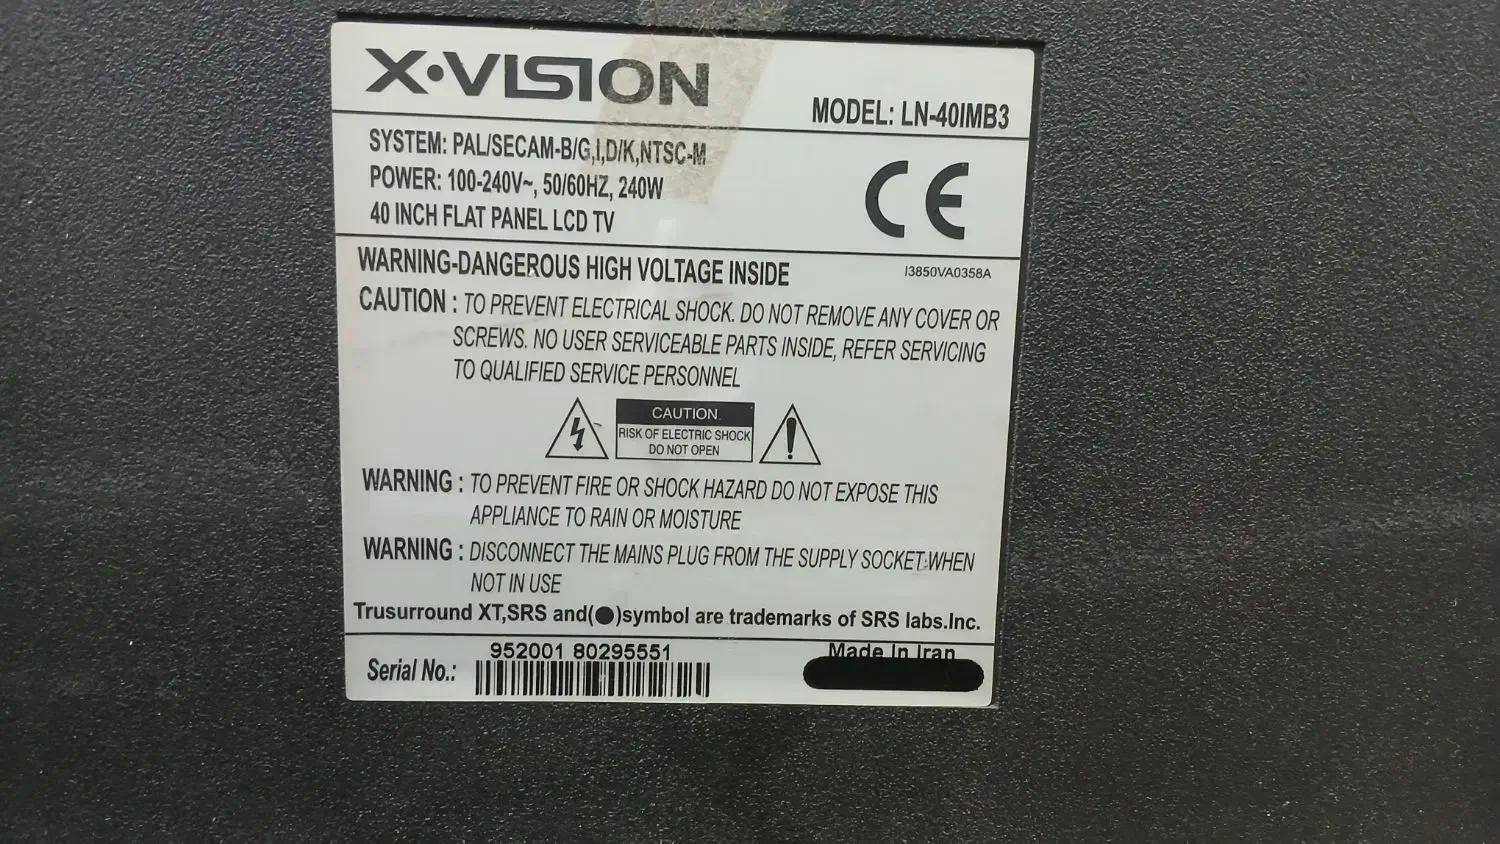 X·VISION
MODEL: LN-40IMB3
SYSTEM: PAL/SECAM-B/G,I,D/K,NTSC-M
POWER: 100-240V~, 50/60HZ, 240W
40 INCH FLAT PANEL LCD TV
CE
WARNING-DANGEROUS HIGH VOLTAGE INSIDE
I3850VA0358A
CAUTION : TO PREVENT ELECTRICAL SHOCK. DO NOT REMOVE ANY COVER OR
SCREWS. NO USER SERVICEABLE PARTS INSIDE, REFER SERVICING
TO QUALIFIED SERVICE PERSONNEL
CAUTION
RISK OF ELECTRIC SHOCK
DO NOT OPEN
WARNING : TO PREVENT FIRE OR SHOCK HAZARD DO NOT EXPOSE THIS
APPLIANCE TO RAIN OR MOISTURE
WARNING : DISCONNECT THE MAINS PLUG FROM THE SUPPLY SOCKET WHEN
NOT IN USE
Trusurround XT,SRS and(●)symbol are trademarks of SRS labs.Inc.
952001 80295551
Serial No.:
Made In Iran